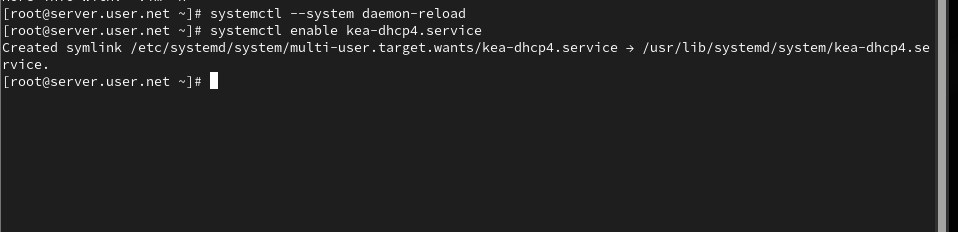 [root@server.user.net ~]# systemctl --system daemon-reload
[root@server.user.net ~]# systemctl enable kea-dhcp4.service
Created symlink /etc/systemd/system/multi-user.target.wants/kea-dhcp4.service → /usr/lib/systemd/system/kea-dhcp4.se
rvice.
[root@server.user.net ~]#